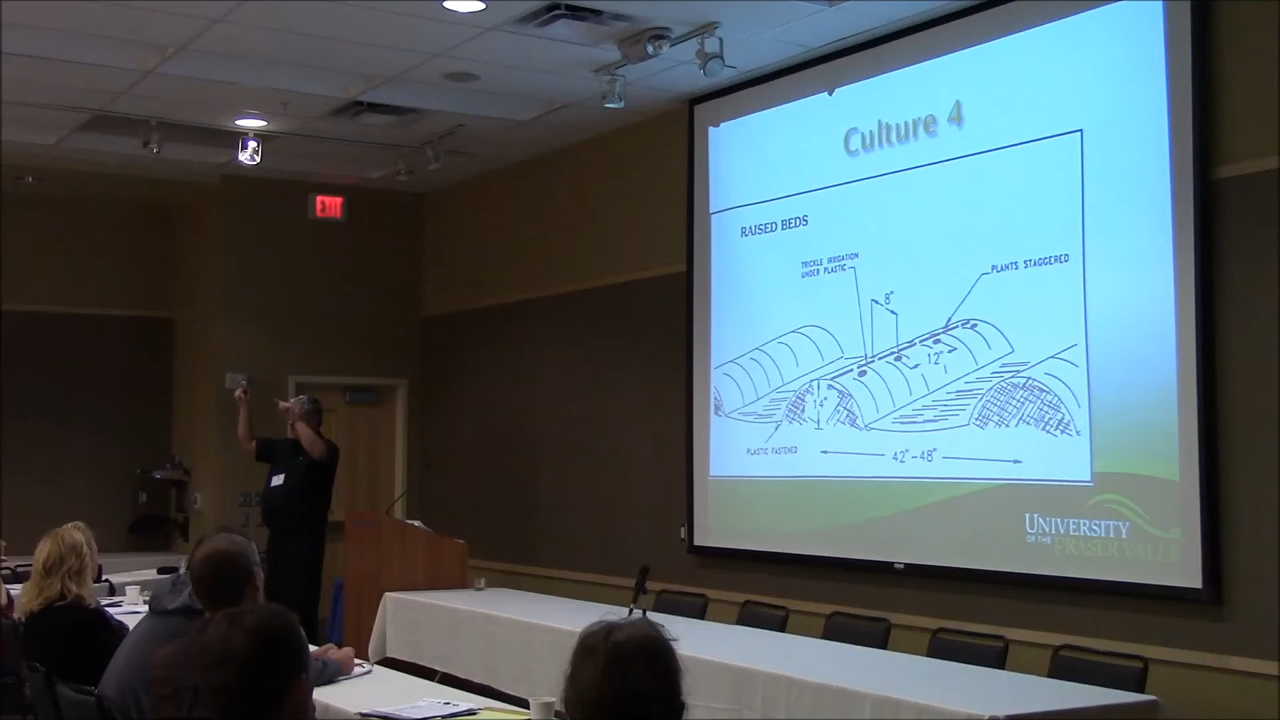 EXIT
Culture 4
RAISED BEDS
TRICKLE IRRIGATION
UNDER PLASTIC
PLANTS STAGGERED
8"
12"
14"
PLASTIC FASTENED
42"-48"
UNIVERSITY
OF THE FRASER VALLEY